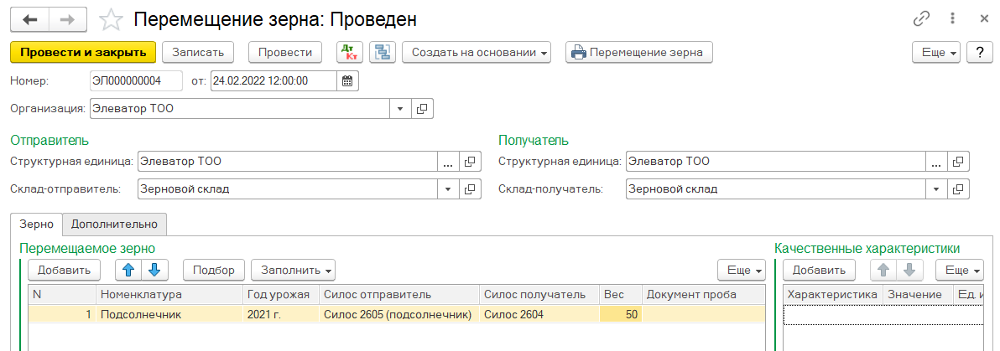 Перемещение зерна: Проведен
Провести и закрыть Записать Провести Дт Кт Создать на основании Перемещение зерна Еще ?
Номер: ЭП000000004 от: 24.02.2022 12:00:00
Организация: Элеватор ТОО
Отправитель Получатель
Структурная единица: Элеватор ТОО ... Структурная единица: Элеватор ТОО ...
Склад-отправитель: Зерновой склад Склад-получатель: Зерновой склад
Зерно Дополнительно
Перемещаемое зерно Качественные характеристики
Добавить Подбор Заполнить Еще Добавить Еще
N Номенклатура Год урожая Силос отправитель Силос получатель Вес Документ проба Характеристика Значение Ед. и
1 Подсолнечник 2021 г. Силос 2605 (подсолнечник) Силос 2604 50